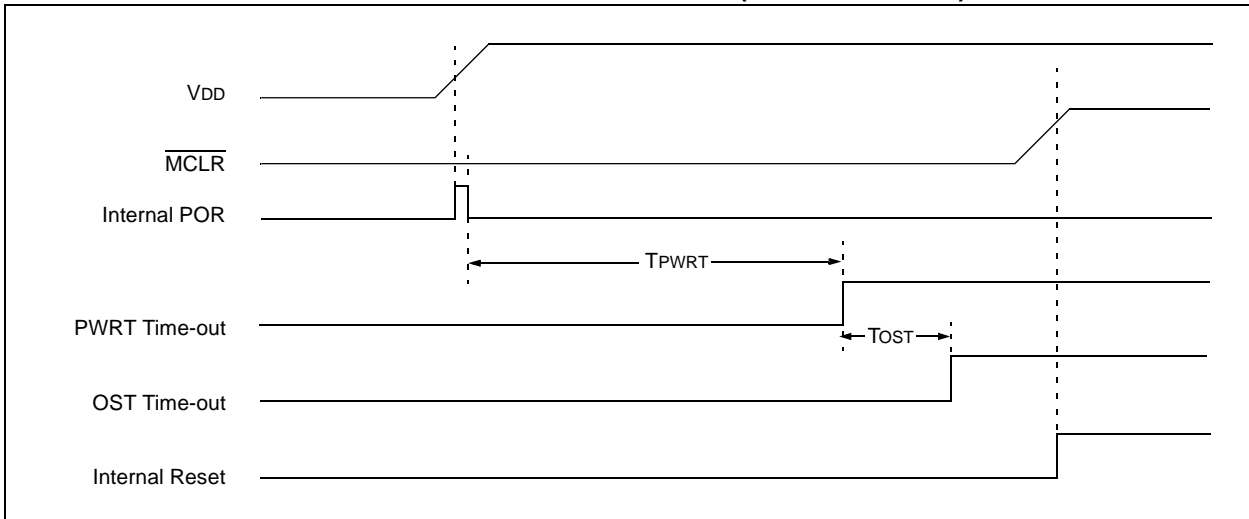 VDD
MCLR
Internal POR
TPWRT
PWRT Time-out
TOST
OST Time-out
Internal Reset